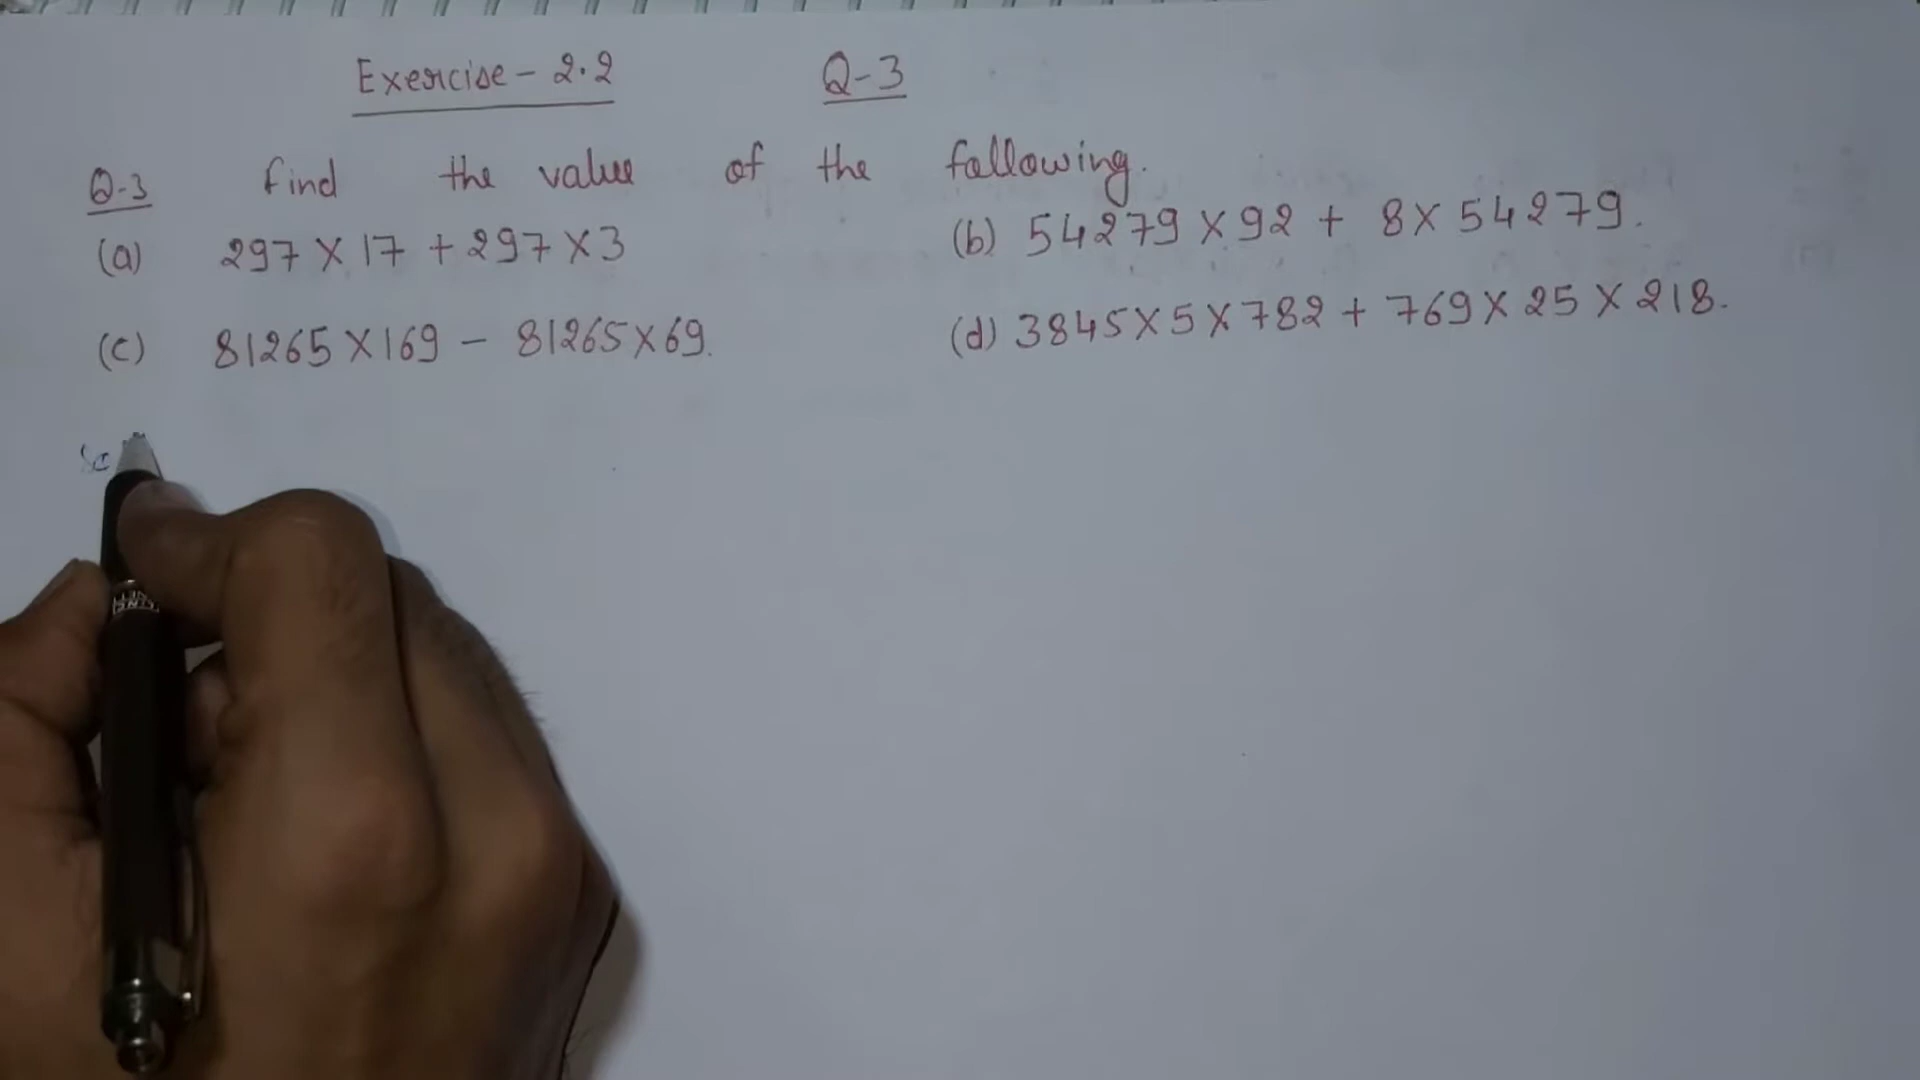 Exercise - 2.2 Q-3
Q-3 find the value of the following.
(a) 297 × 17 + 297 × 3 (b) 54279 × 92 + 8 × 54279.
(c) 81265 × 169 - 81265 × 69. (d) 3845 × 5 × 782 + 769 × 25 × 218.